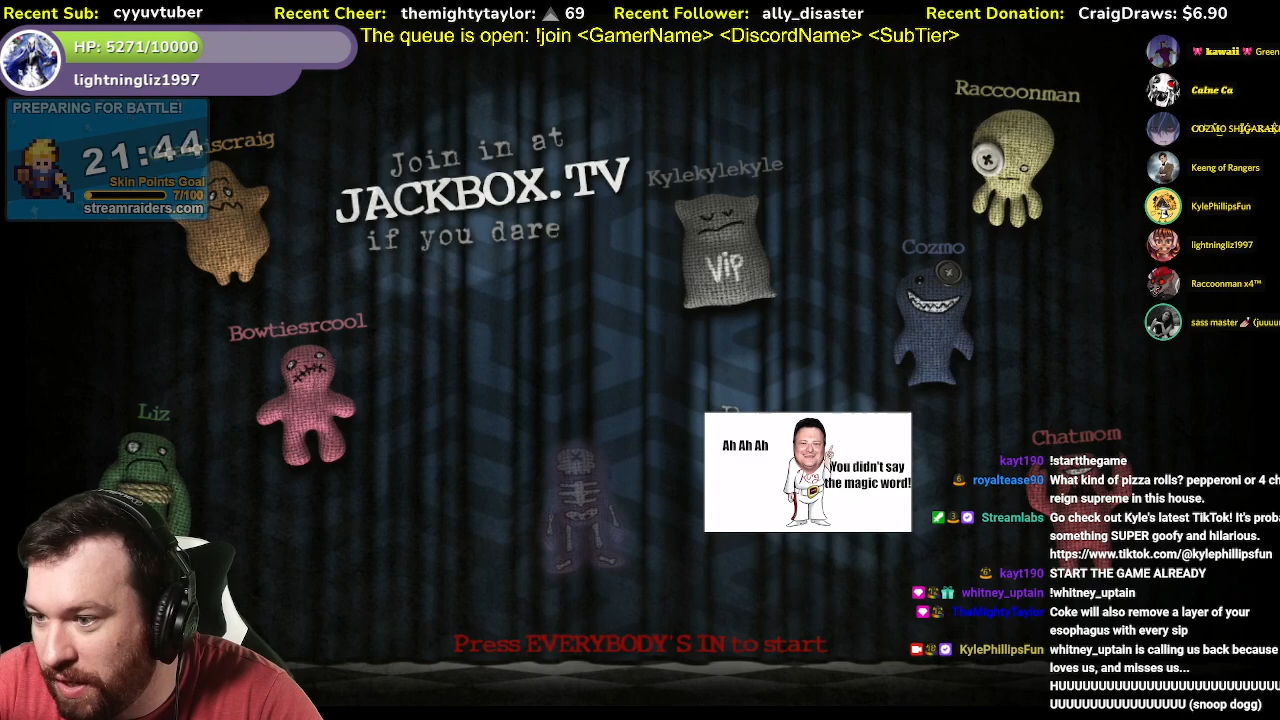 Recent Sub: cyyuvtuber
Recent Cheer: themightytaylor: 69
Recent Follower: ally_disaster
Recent Donation: CraigDraws: $6.90
The queue is open: !join <GamerName> <DiscordName> <SubTier>
HP: 5271/10000
lightningliz1997
PREPARING FOR BATTLE!
21:44
Skin Points Goal
7/100
streamraiders.com
Join in at
JACKBOX.TV
if you dare
Kylekylekyle
VIP
Raccoonman
Cozmo
Bowtiesrcool
Liz
Chatmom
Ah Ah Ah
You didn't say
the magic word!
Press EVERYBODY'S IN to start
kawaii Green
Caine Ca
COZMO
Keeng of Rangers
KylePhillipsFun
lightningliz1997
Raccoonman x4™
sass master
kayt190 !startthegame
royaltease90 What kind of pizza rolls? pepperoni or 4 ch
reign supreme in this house.
Streamlabs Go check out Kyle's latest TikTok! It's prob
something SUPER goofy and hilarious.
https://www.tiktok.com/@kylephillipsfun
kayt190 START THE GAME ALREADY
whitney_uptain !whitney_uptain
TheMightyTaylor Coke will also remove a layer of your
esophagus with every sip
KylePhillipsFun whitney_uptain is calling us back because
loves us, and misses us...
HUUUUUUUUUUUUUUUUUUUUUUUUUUU
UUUUUUUUUUUUUUUU (snoop dogg)